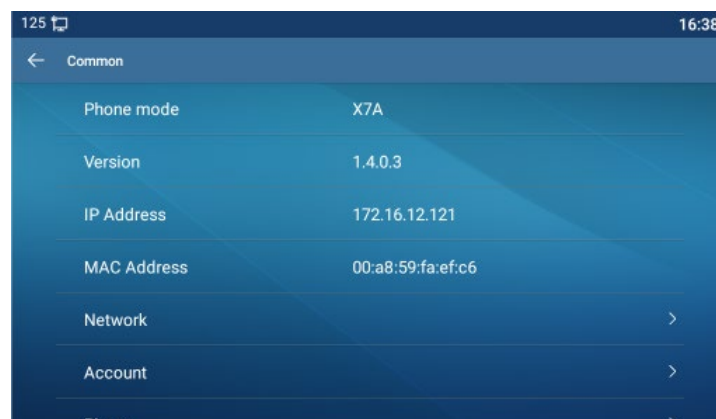 125 16:38
Common
Phone mode X7A
Version 1.4.0.3
IP Address 172.16.12.121
MAC Address 00:a8:59:fa:ef:c6
Network
Account